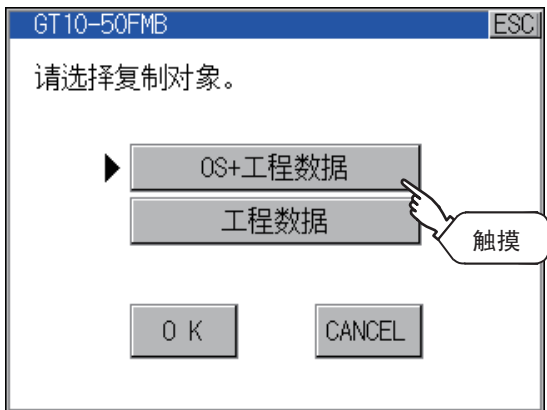 GT10-50FMB ESC
请选择复制对象。
OS+工程数据
工程数据
触摸
O K CANCEL